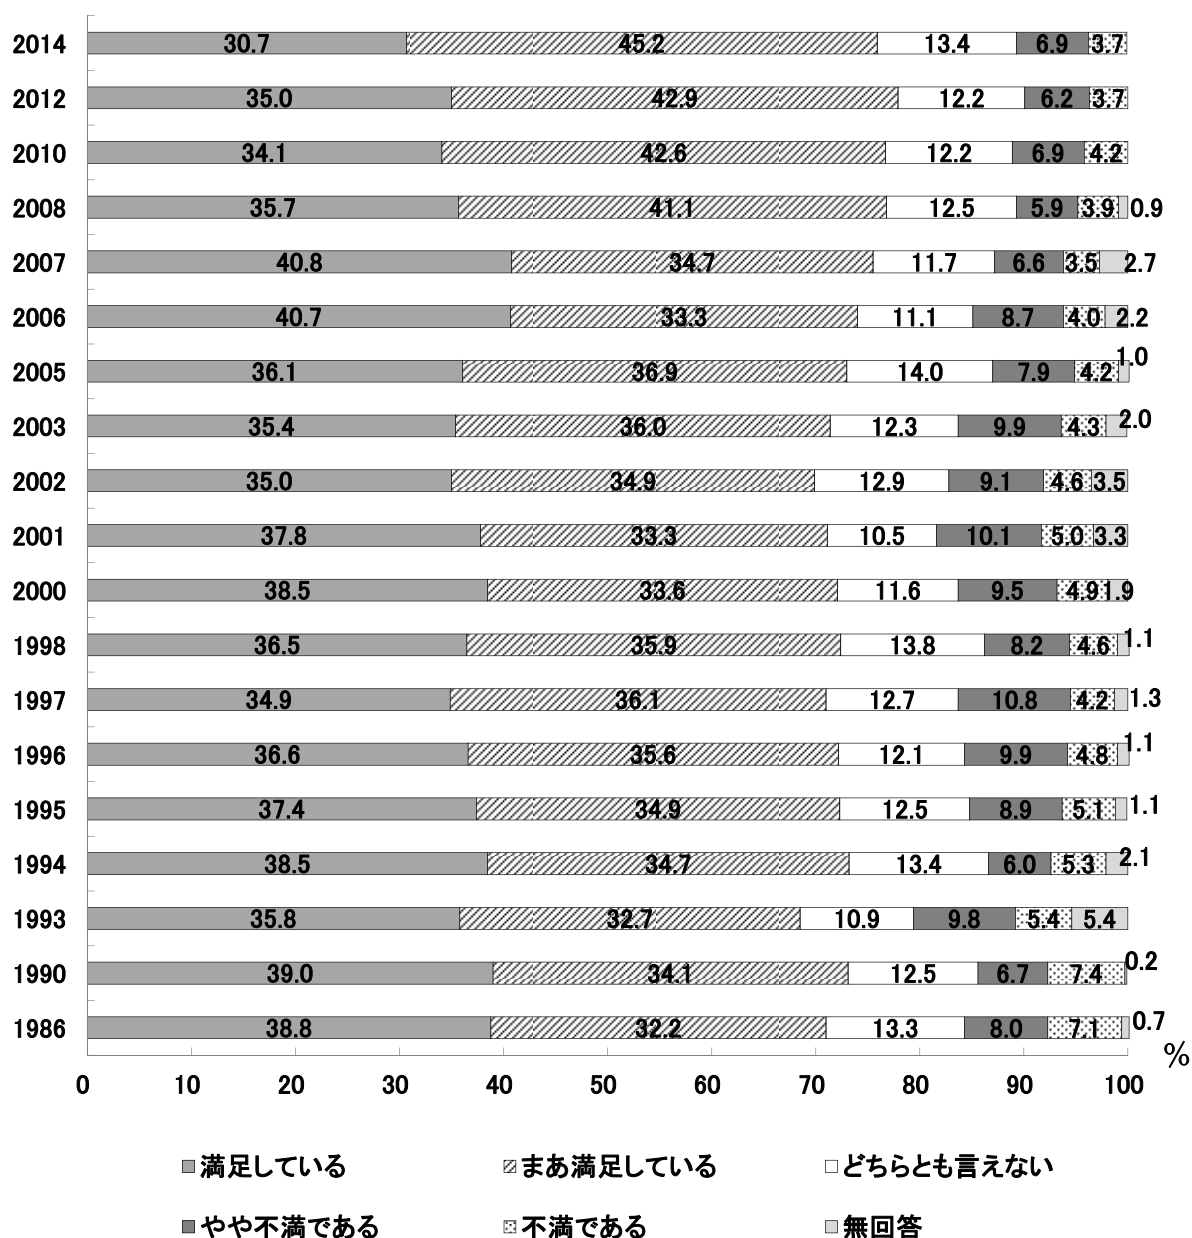 2014 30.7 45.2 13.4 6.9 3.7
2012 35.0 42.9 12.2 6.2 3.7
2010 34.1 42.6 12.2 6.9 4.2
2008 35.7 41.1 12.5 5.9 3.9 0.9
2007 40.8 34.7 11.7 6.6 3.5 2.7
2006 40.7 33.3 11.1 8.7 4.0 2.2
2005 36.1 36.9 14.0 7.9 4.2 1.0
2003 35.4 36.0 12.3 9.9 4.3 2.0
2002 35.0 34.9 12.9 9.1 4.6 3.5
2001 37.8 33.3 10.5 10.1 5.0 3.3
2000 38.5 33.6 11.6 9.5 4.9 1.9
1998 36.5 35.9 13.8 8.2 4.6 1.1
1997 34.9 36.1 12.7 10.8 4.2 1.3
1996 36.6 35.6 12.1 9.9 4.8 1.1
1995 37.4 34.9 12.5 8.9 5.1 1.1
1994 38.5 34.7 13.4 6.0 5.3 2.1
1993 35.8 32.7 10.9 9.8 5.4 5.4
1990 39.0 34.1 12.5 6.7 7.4 0.2
1986 38.8 32.2 13.3 8.0 7.1 0.7
%
0 10 20 30 40 50 60 70 80 90 100
満足している まあ満足している どちらとも言えない
やや不満である 不満である 無回答